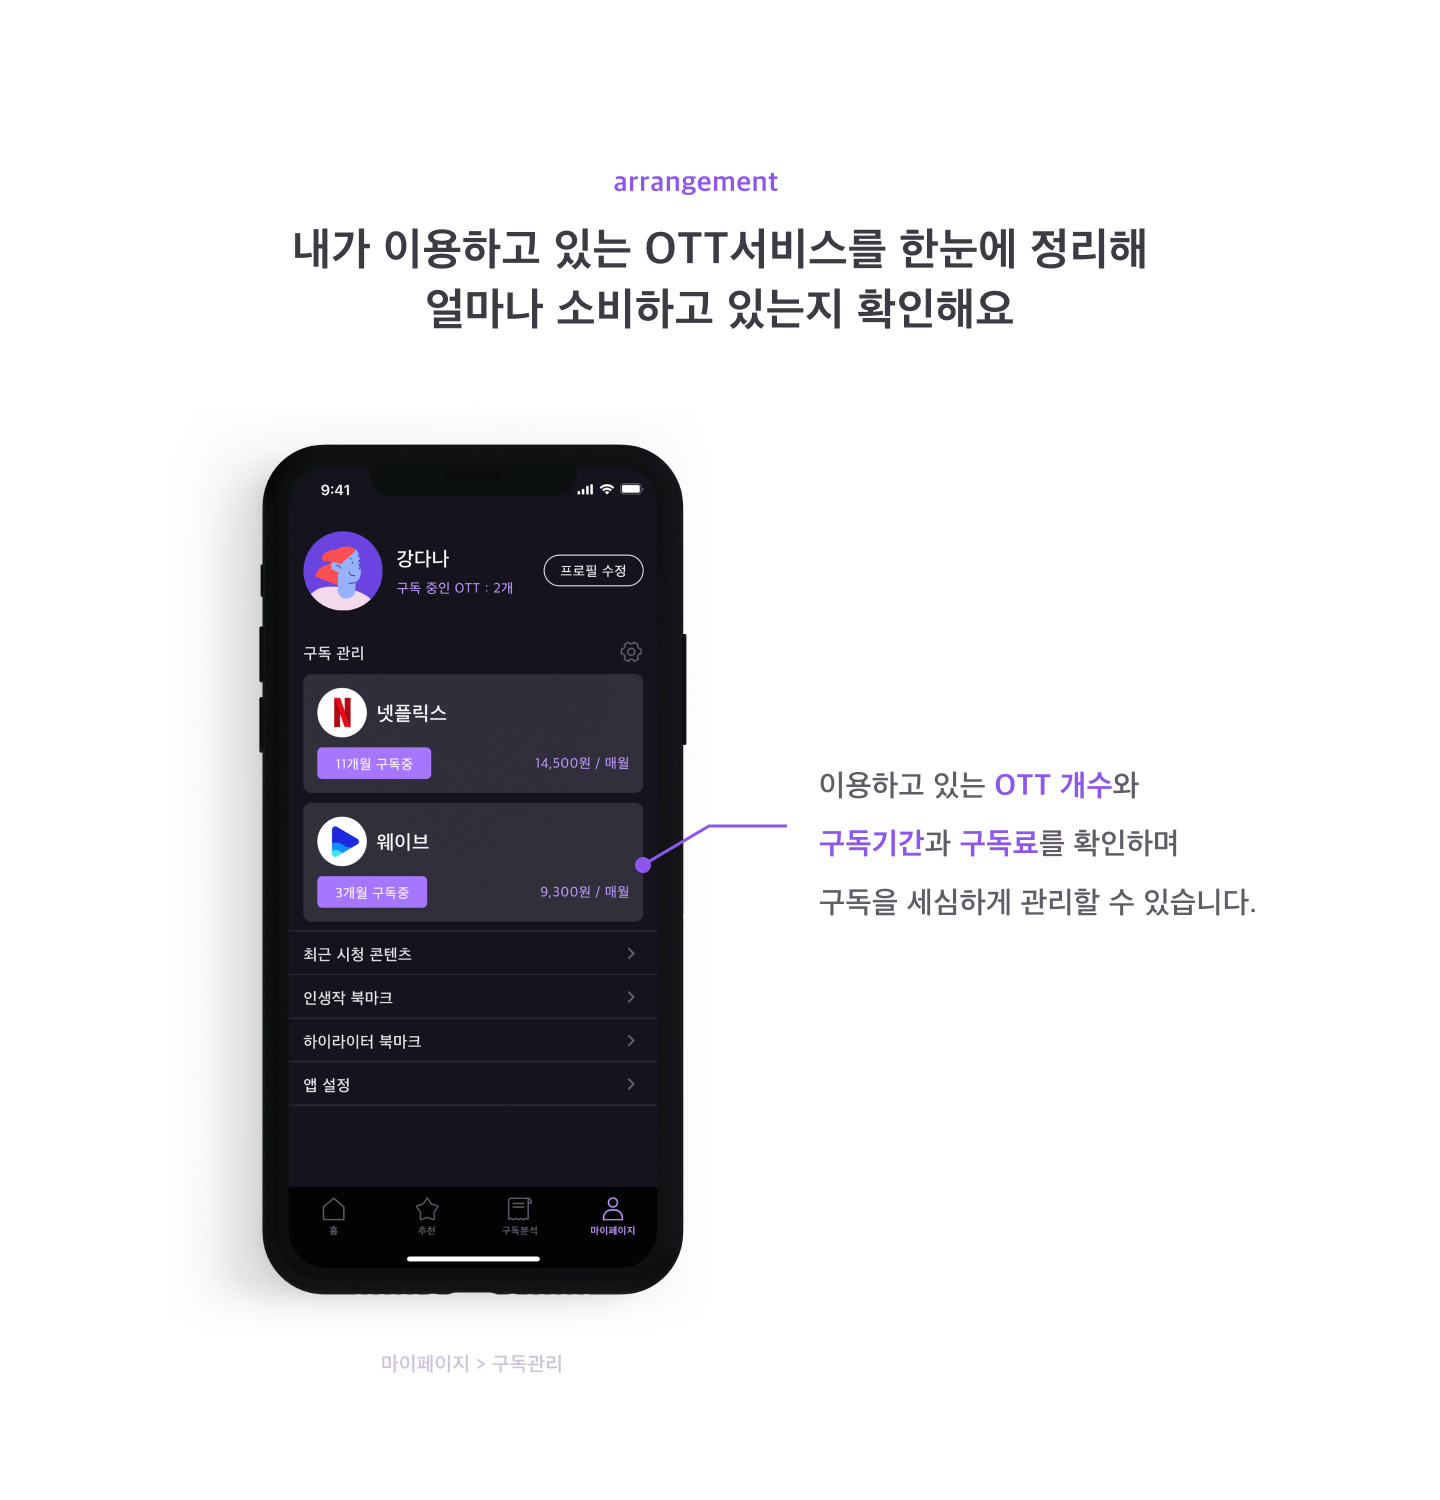 arrangement
내가 이용하고 있는 OTT서비스를 한눈에 정리해
얼마나 소비하고 있는지 확인해요
9:41
강다나
구독 중인 OTT : 2개
프로필 수정
구독 관리
N
넷플릭스
11개월 구독중
14,500원 / 매월
웨이브
3개월 구독중
9,300원 / 매월
최근 시청 콘텐츠
인생작 북마크
하이라이터 북마크
앱 설정
홈
추천
구독분석
마이페이지
이용하고 있는 OTT 개수와
구독기간과 구독료를 확인하며
구독을 세심하게 관리할 수 있습니다.
마이페이지 > 구독관리